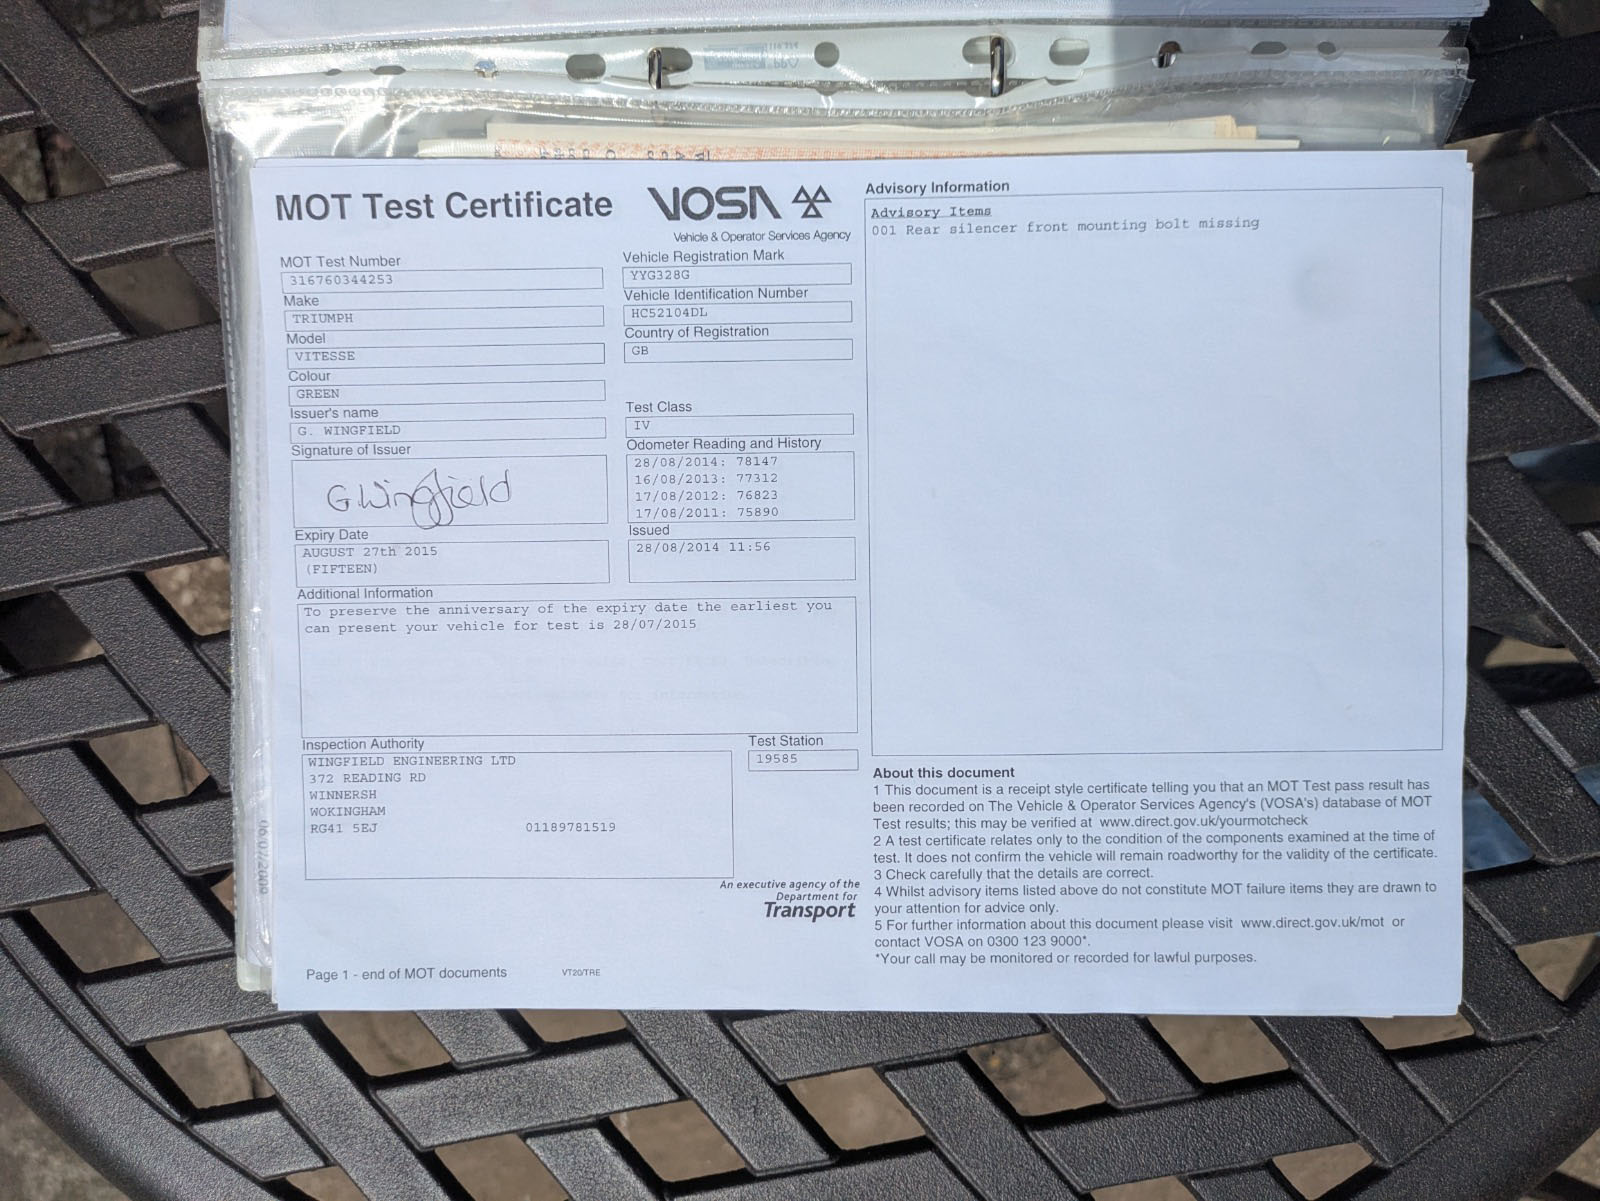 MOT Test Certificate
VOSA
Vehicle & Operator Services Agency
MOT Test Number
316760344253
Make
TRIUMPH
Model
VITESSE
Colour
GREEN
Issuer's name
G. WINGFIELD
Signature of Issuer
G Wingfield
Expiry Date
AUGUST 27th 2015
(FIFTEEN)
Vehicle Registration Mark
YYG328G
Vehicle Identification Number
HC52104DL
Country of Registration
GB
Test Class
IV
Odometer Reading and History
28/08/2014: 78147
16/08/2013: 77312
17/08/2012: 76823
17/08/2011: 75890
Issued
28/08/2014 11:56
Additional Information
To preserve the anniversary of the expiry date the earliest you
can present your vehicle for test is 28/07/2015
Inspection Authority
WINGFIELD ENGINEERING LTD
372 READING RD
WINNERSH
WOKINGHAM
RG41 5EJ 01189781519
Test Station
19585
An executive agency of the
Department for
Transport
Page 1 - end of MOT documents VT20/TRE
Advisory Information
Advisory Items
001 Rear silencer front mounting bolt missing
About this document
1 This document is a receipt style certificate telling you that an MOT Test pass result has
been recorded on The Vehicle & Operator Services Agency's (VOSA's) database of MOT
Test results; this may be verified at www.direct.gov.uk/yourmotcheck
2 A test certificate relates only to the condition of the components examined at the time of
test. It does not confirm the vehicle will remain roadworthy for the validity of the certificate.
3 Check carefully that the details are correct.
4 Whilst advisory items listed above do not constitute MOT failure items they are drawn to
your attention for advice only.
5 For further information about this document please visit www.direct.gov.uk/mot or
contact VOSA on 0300 123 9000*.
*Your call may be monitored or recorded for lawful purposes.